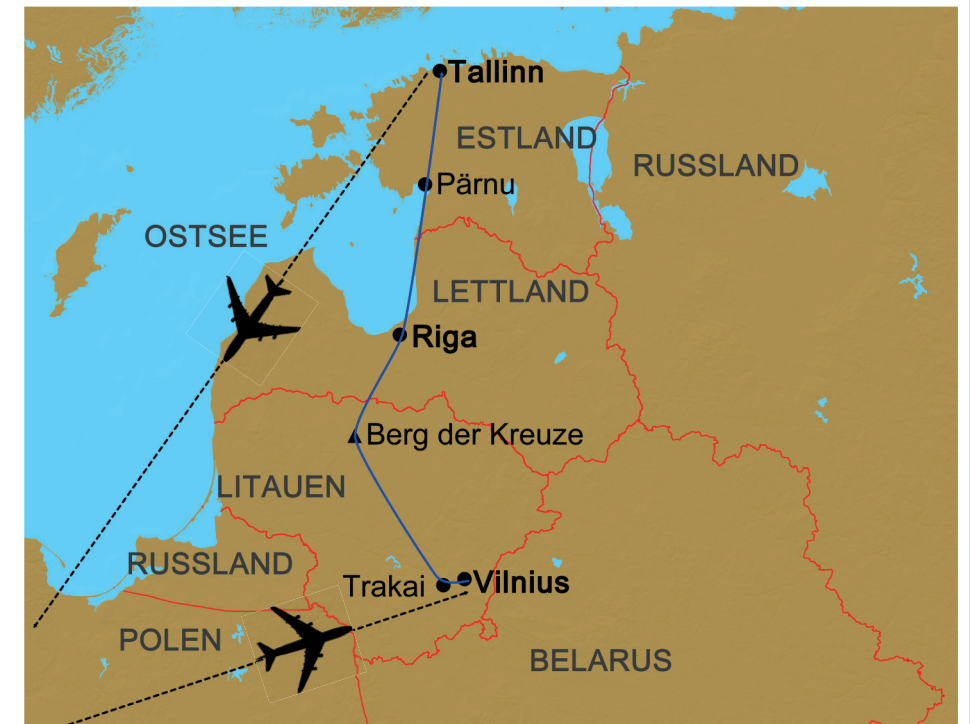 Tallinn
ESTLAND
RUSSLAND
Pärnu
OSTSEE
LETTLAND
Riga
Berg der Kreuze
LITAUEN
RUSSLAND
Trakai
Vilnius
POLEN
BELARUS